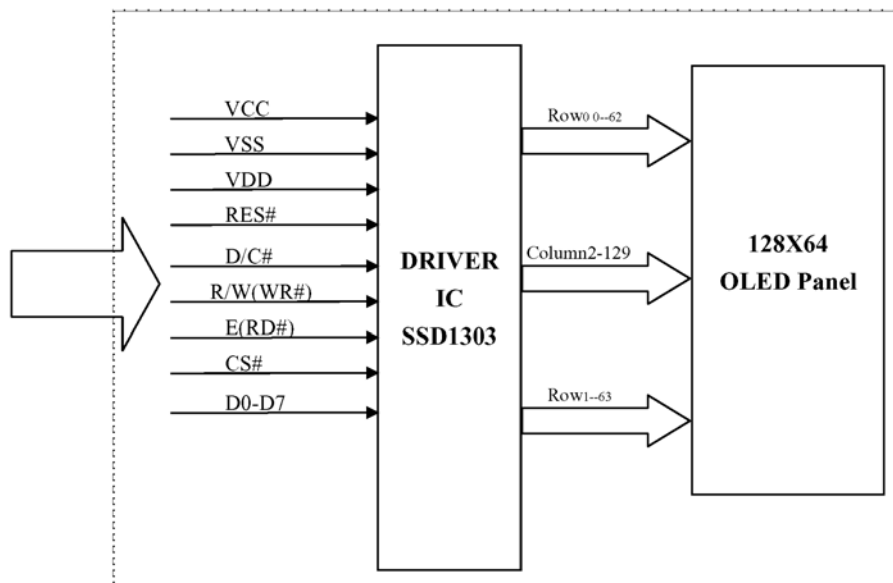 VCC
VSS
VDD
RES#
D/C#
R/W(WR#)
E(RD#)
CS#
D0-D7
DRIVER
IC
SSD1303
Row0 0--62
Column2-129
Row1--63
128X64
OLED Panel